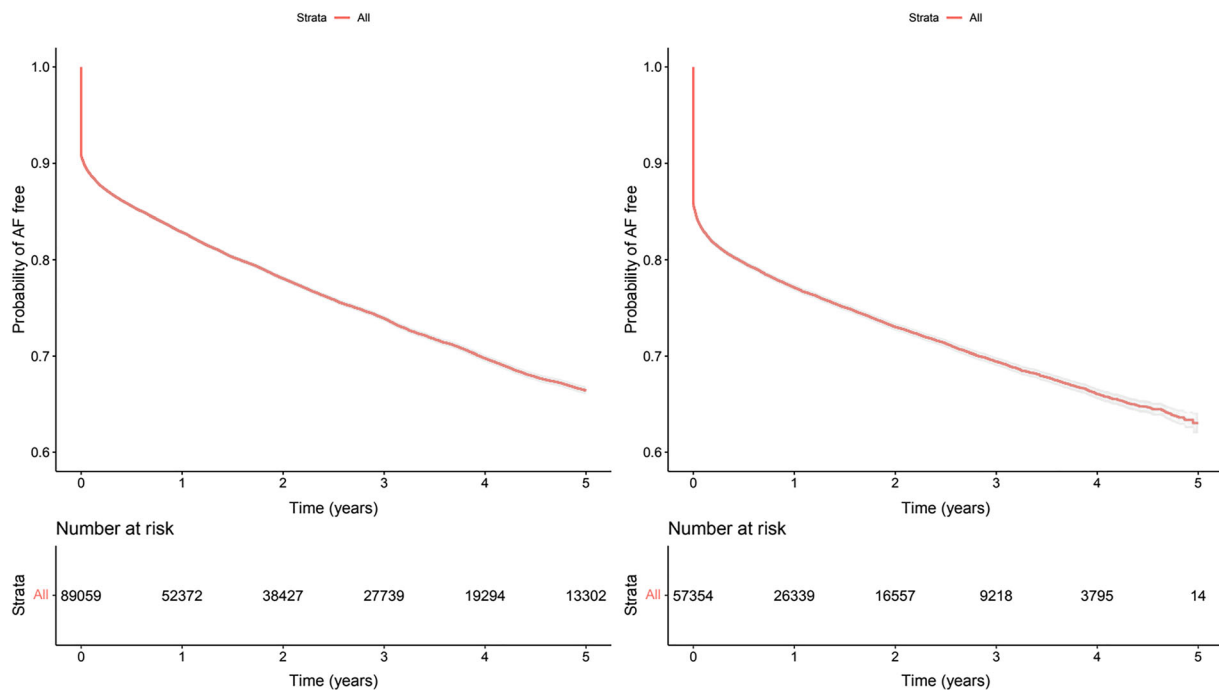 Strata All
1.0
0.9
0.8
0.7
0.6
Probability of AF free
0 1 2 3 4 5
Time (years)
Number at risk
Strata
All 89059 52372 38427 27739 19294 13302
0 1 2 3 4 5
Time (years)
Strata All
1.0
0.9
0.8
0.7
0.6
Probability of AF free
0 1 2 3 4 5
Time (years)
Number at risk
Strata
All 57354 26339 16557 9218 3795 14
0 1 2 3 4 5
Time (years)